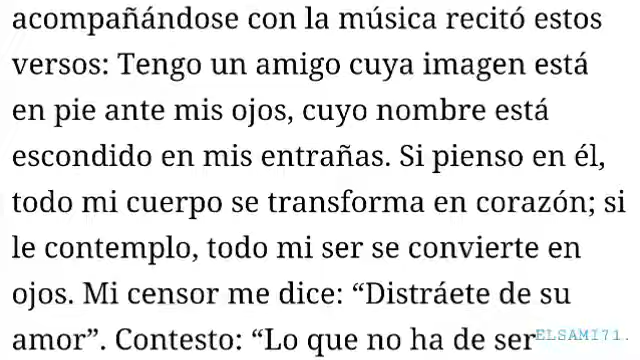 acompañándose con la música recitó estos
versos: Tengo un amigo cuya imagen está
en pie ante mis ojos, cuyo nombre está
escondido en mis entrañas. Si pienso en él,
todo mi cuerpo se transforma en corazón; si
le contemplo, todo mi ser se convierte en
ojos. Mi censor me dice: “Distráete de su
amor”. Contesto: “Lo que no ha de ser ELSAMI71.